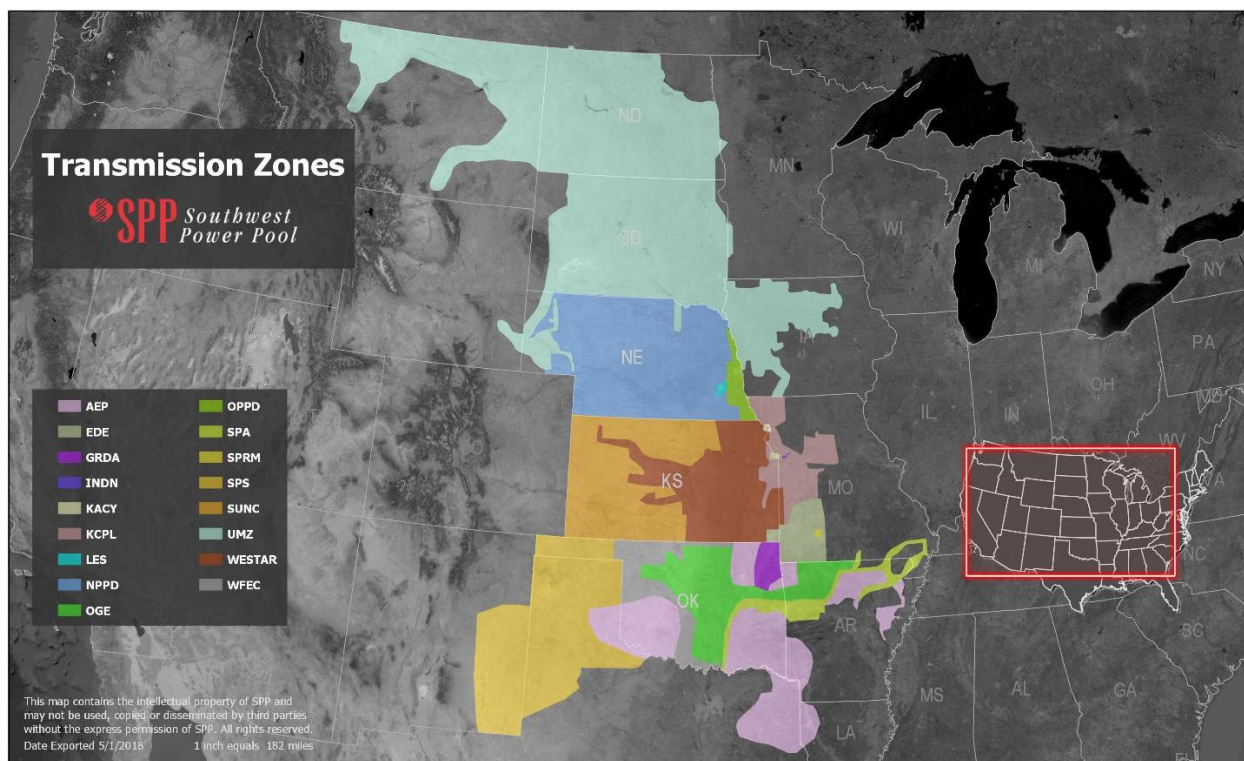 Transmission Zones
SPP Southwest
Power Pool
AEP
EDE
GRDA
INDN
KACY
KCPL
LES
NPPD
OGE
OPPD
SPA
SPRM
SPS
SUNC
UMZ
WESTAR
WFEC
This map contains the intellectual property of SPP and
may not be used, copied or disseminated by third parties
without the express permission of SPP. All rights reserved.
Date Exported 5/1/2018 1 inch equals 182 miles
ND
MN
SD
WI
MI
NY
NE
IA
PA
OH
IL
IN
MD
WV
VA
KS
MO
NC
OK
AR
SC
MS
AL
GA
LA